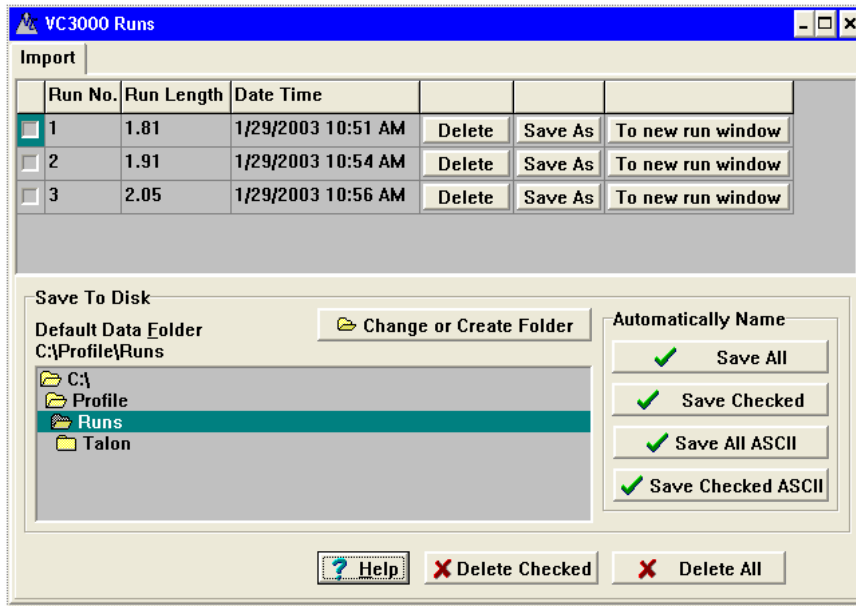 VC3000 Runs
Import
Run No. Run Length Date Time
1 1.81 1/29/2003 10:51 AM Delete Save As To new run window
2 1.91 1/29/2003 10:54 AM Delete Save As To new run window
3 2.05 1/29/2003 10:56 AM Delete Save As To new run window
Save To Disk
Default Data Folder
C:\Profile\Runs
Change or Create Folder
C:\
Profile
Runs
Talon
Automatically Name
Save All
Save Checked
Save All ASCII
Save Checked ASCII
? Help Delete Checked Delete All